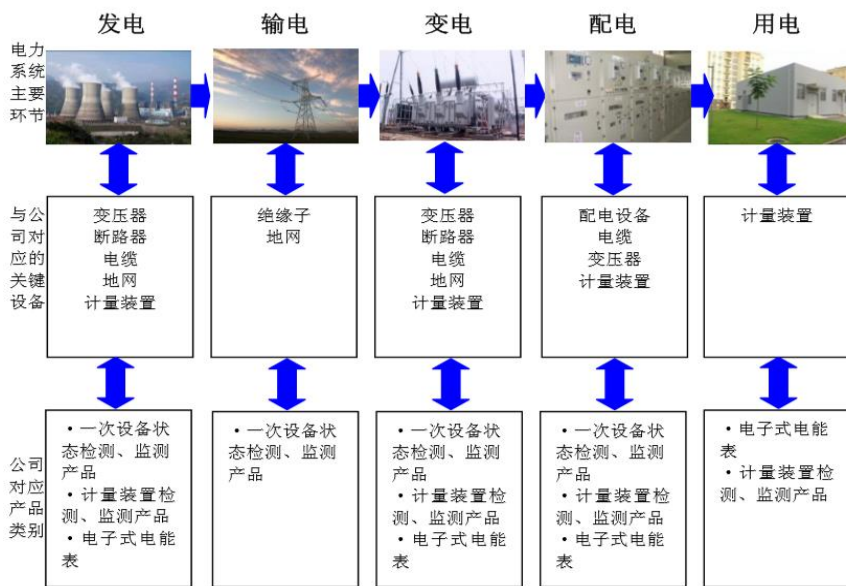 发电 输电 变电 配电 用电
电力
系统
主要
环节
与公
司对
应的
关键
设备
变压器
断路器
电缆
地网
计量装置
绝缘子
地网
变压器
断路器
电缆
地网
计量装置
配电设备
电缆
变压器
计量装置
计量装置
公司
对应
产品
类别
•一次设备状
态检测、监测
产品
•计量装置检
测、监测产品
•电子式电能
表
•一次设备状
态检测、监测
产品
•一次设备状
态检测、监测
产品
•计量装置检
测、监测产品
•电子式电能
表
•一次设备状
态检测、监测
产品
•计量装置检
测、监测产品
•电子式电能
表
•电子式电能
表
•计量装置检
测、监测产品